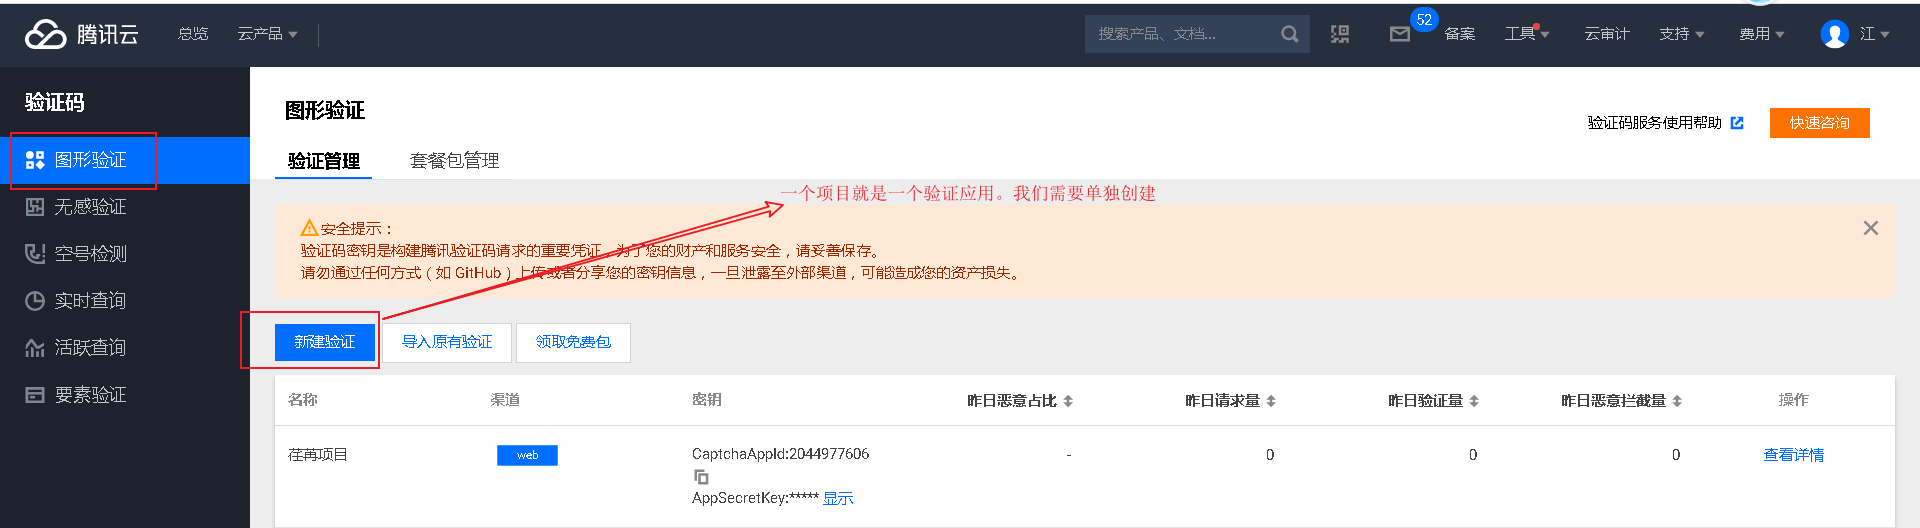 腾讯云 总览 云产品 搜索产品、文档... 52 备案 工具 云审计 支持 费用 江
验证码
图形验证
无感验证
空号检测
实时查询
活跃查询
要素验证
图形验证
验证码服务使用帮助 快速咨询
验证管理 套餐包管理
一个项目就是一个验证应用。我们需要单独创建
安全提示：
验证码密钥是构建腾讯验证码请求的重要凭证，为了您的财产和服务安全，请妥善保存。
请勿通过任何方式（如 GitHub）上传或者分享您的密钥信息，一旦泄露至外部渠道，可能造成您的资产损失。
新建验证 导入原有验证 领取免费包
名称 渠道 密钥 昨日恶意占比 昨日请求量 昨日验证量 昨日恶意拦截量 操作
荏苒项目 web CaptchaAppId:2044977606 - 0 0 0 查看详情
AppSecretKey:***** 显示